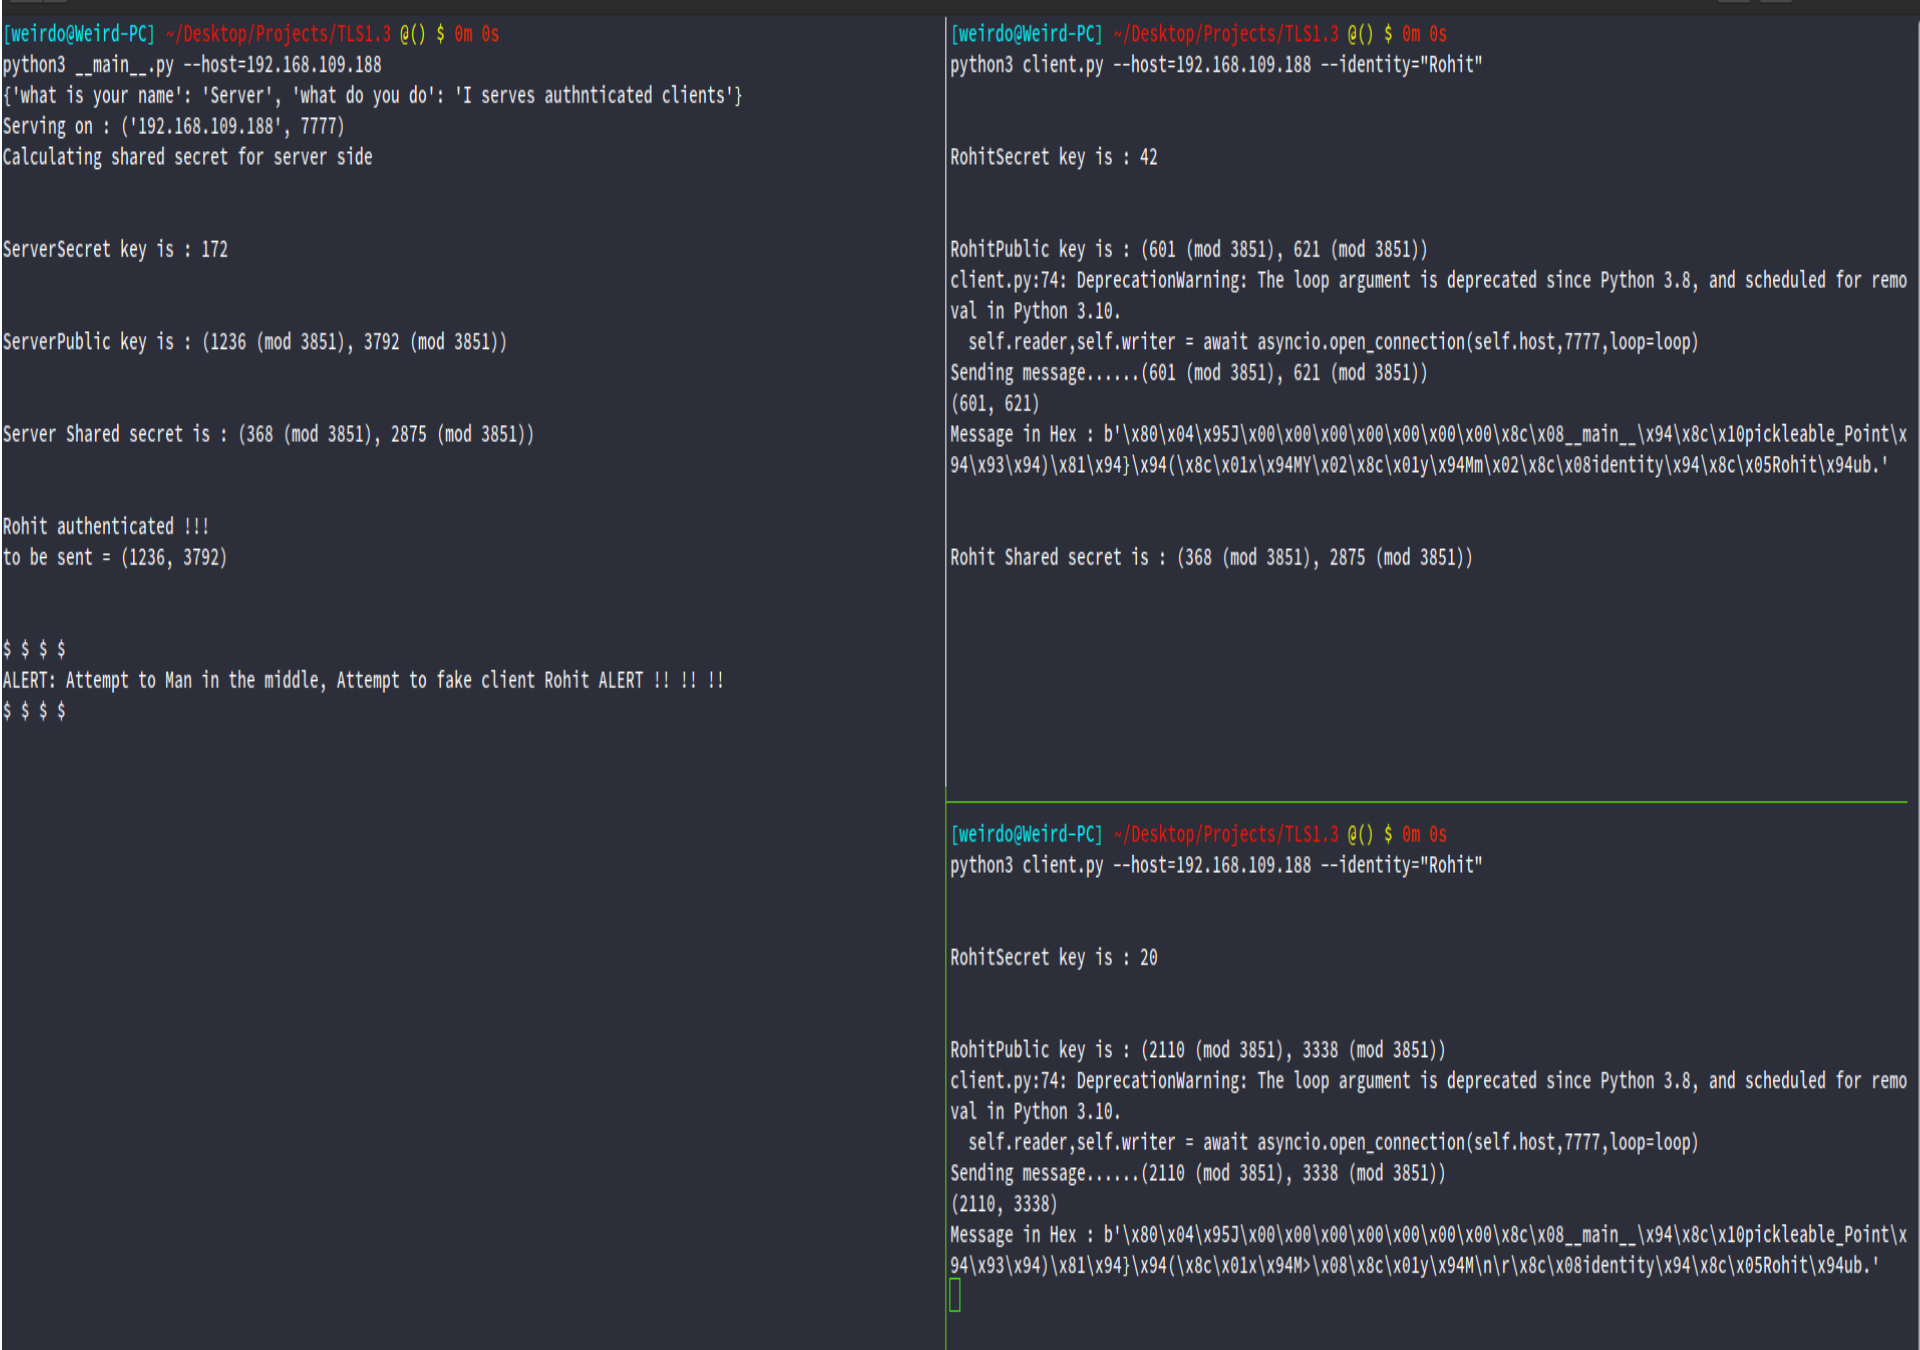 [weirdo@Weird-PC] ~/Desktop/Projects/TLS1.3 @() $ 0m 0s
python3 __main__.py --host=192.168.109.188
{'what is your name': 'Server', 'what do you do': 'I serves authnticated clients'}
Serving on : ('192.168.109.188', 7777)
Calculating shared secret for server side
ServerSecret key is : 172
ServerPublic key is : (1236 (mod 3851), 3792 (mod 3851))
Server Shared secret is : (368 (mod 3851), 2875 (mod 3851))
Rohit authenticated !!!
to be sent = (1236, 3792)
$ $ $ $
ALERT: Attempt to Man in the middle, Attempt to fake client Rohit ALERT !! !! !!
$ $ $ $
[weirdo@Weird-PC] ~/Desktop/Projects/TLS1.3 @() $ 0m 0s
python3 client.py --host=192.168.109.188 --identity="Rohit"
RohitSecret key is : 42
RohitPublic key is : (601 (mod 3851), 621 (mod 3851))
client.py:74: DeprecationWarning: The loop argument is deprecated since Python 3.8, and scheduled for remo
val in Python 3.10.
self.reader,self.writer = await asyncio.open_connection(self.host,7777,loop=loop)
Sending message......(601 (mod 3851), 621 (mod 3851))
(601, 621)
Message in Hex : b'\x80\x04\x95J\x00\x00\x00\x00\x00\x00\x00\x8c\x08__main__\x94\x8c\x10pickleable_Point\x
94\x93\x94)\x81\x94}\x94(\x8c\x01x\x94MY\x02\x8c\x01y\x94Mm\x02\x8c\x08identity\x94\x8c\x05Rohit\x94ub.'
Rohit Shared secret is : (368 (mod 3851), 2875 (mod 3851))
[weirdo@Weird-PC] ~/Desktop/Projects/TLS1.3 @() $ 0m 0s
python3 client.py --host=192.168.109.188 --identity="Rohit"
RohitSecret key is : 20
RohitPublic key is : (2110 (mod 3851), 3338 (mod 3851))
client.py:74: DeprecationWarning: The loop argument is deprecated since Python 3.8, and scheduled for remo
val in Python 3.10.
self.reader,self.writer = await asyncio.open_connection(self.host,7777,loop=loop)
Sending message......(2110 (mod 3851), 3338 (mod 3851))
(2110, 3338)
Message in Hex : b'\x80\x04\x95J\x00\x00\x00\x00\x00\x00\x00\x8c\x08__main__\x94\x8c\x10pickleable_Point\x
94\x93\x94)\x81\x94}\x94(\x8c\x01x\x94M>\x08\x8c\x01y\x94M\n\r\x8c\x08identity\x94\x8c\x05Rohit\x94ub.'